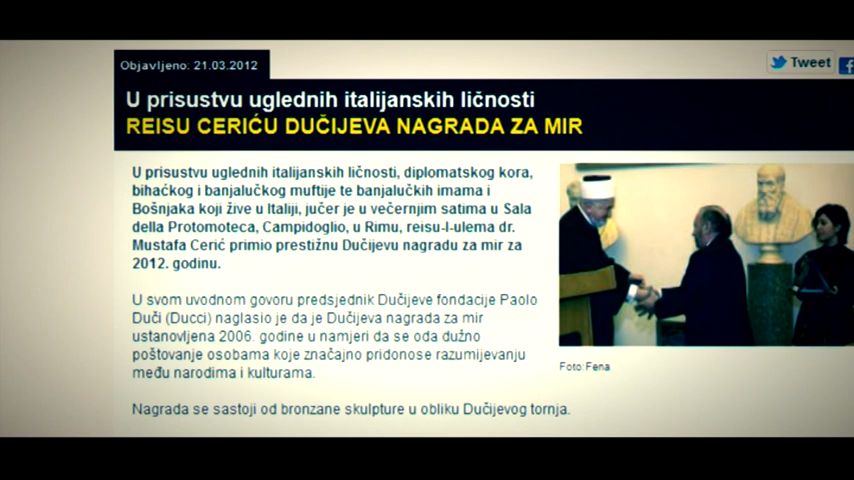 Objavljeno: 21.03.2012
Tweet
U prisustvu uglednih italijanskih ličnosti
REISU CERIĆU DUČIJEVA NAGRADA ZA MIR
U prisustvu uglednih italijanskih ličnosti, diplomatskog kora,
bihaćkog i banjalučkog muftije te banjalučkih imama i
Bošnjaka koji žive u Italiji, jučer je u večernjim satima u Sala
della Protomoteca, Campidoglio, u Rimu, reisu-l-ulema dr.
Mustafa Cerić primio prestižnu Dučijevu nagradu za mir za
2012. godinu.
U svom uvodnom govoru predsjednik Dučijeve fondacije Paolo
Duči (Ducci) naglasio je da je Dučijeva nagrada za mir
ustanovljena 2006. godine u namjeri da se oda dužno
poštovanje osobama koje značajno pridonose razumijevanju
među narodima i kulturama.
Foto:Fena
Nagrada se sastoji od bronzane skulpture u obliku Dučijevog tornja.